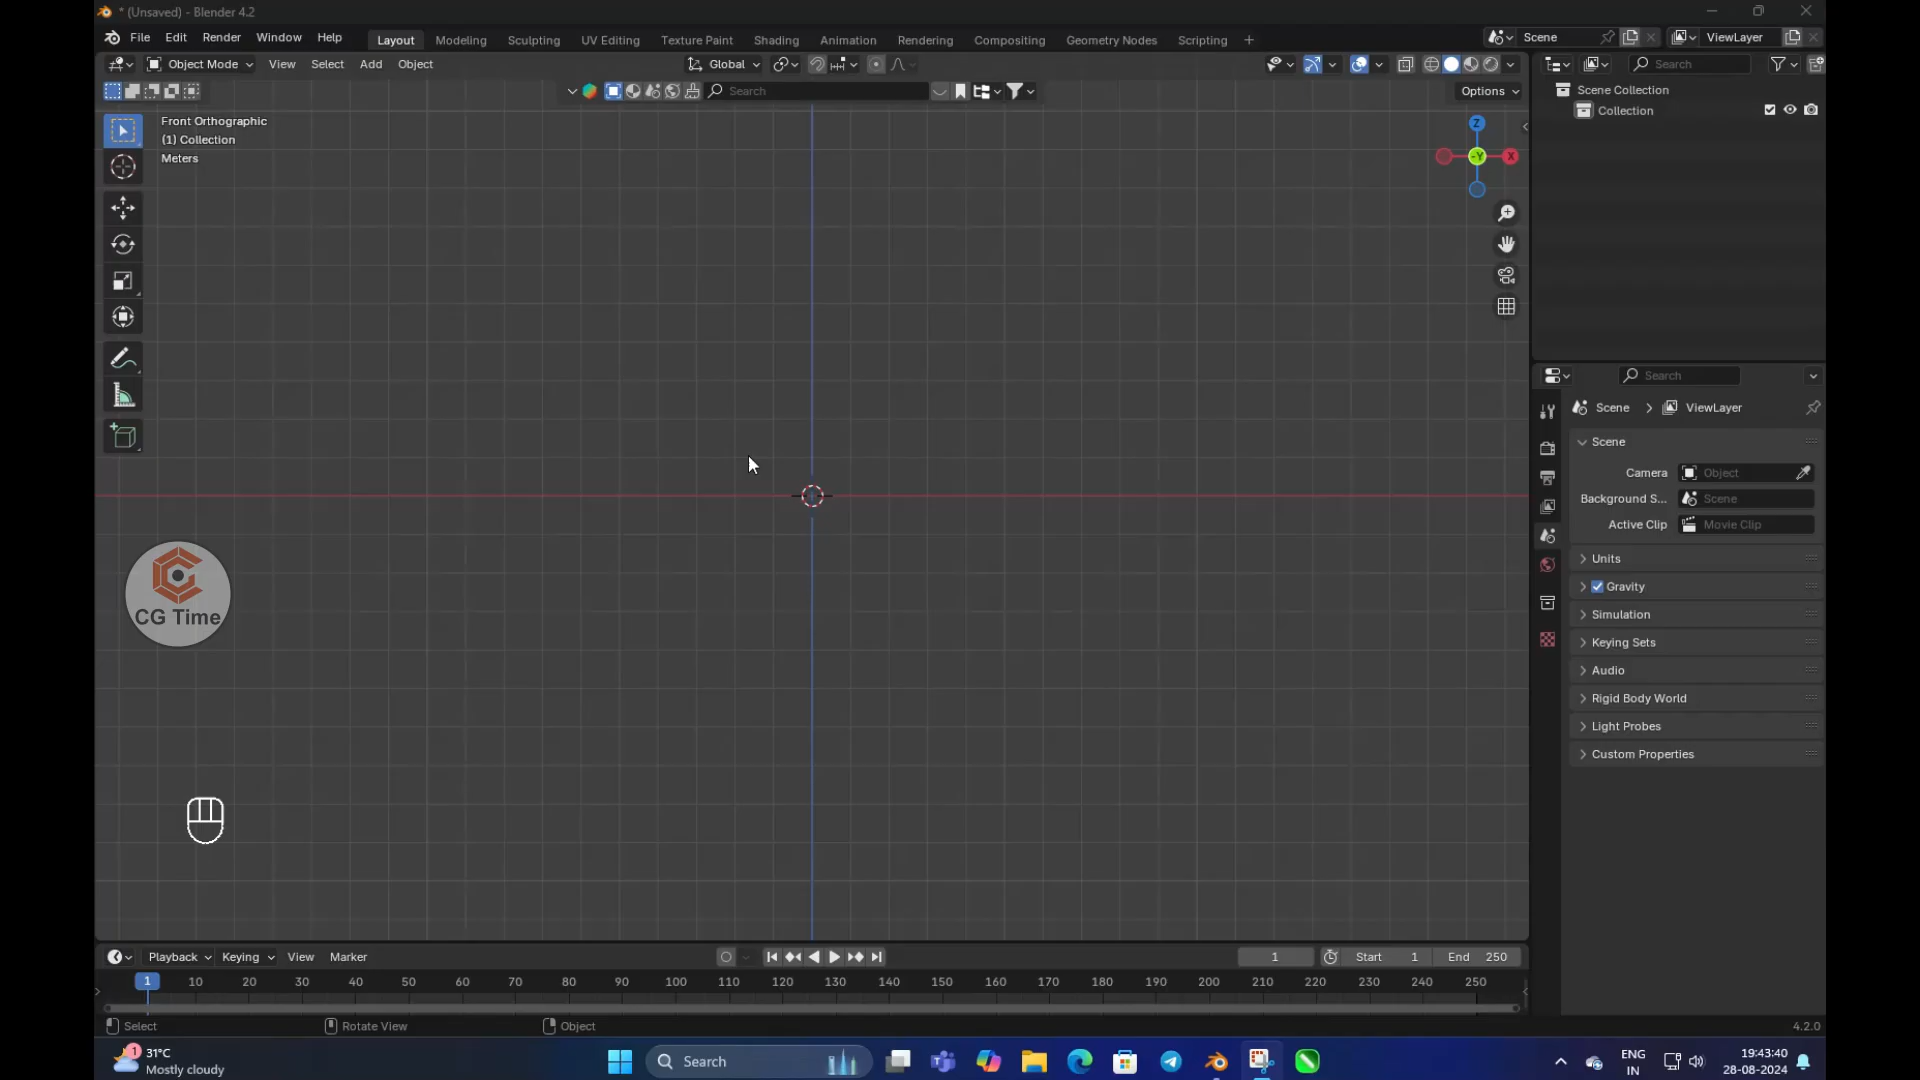 * (Unsaved) - Blender 4.2
File Edit Render Window Help Layout Modeling Sculpting UV Editing Texture Paint Shading Animation Rendering Compositing Geometry Nodes Scripting + Scene ViewLayer
Object Mode View Select Add Object Global Search
Search Options
Scene Collection
Collection
Front Orthographic
(1) Collection
Meters
Z
-Y X
Search
Scene > ViewLayer
Scene
Camera Object
Background S... Scene
Active Clip Movie Clip
Units
Gravity
Simulation
Keying Sets
Audio
Rigid Body World
Light Probes
Custom Properties
CG Time
Playback Keying View Marker 1 Start 1 End 250
1 10 20 30 40 50 60 70 80 90 100 110 120 130 140 150 160 170 180 190 200 210 220 230 240 250
Select Rotate View Object 4.2.0
1 31°C
Mostly cloudy
Search
ENG
IN
19:43:40
28-08-2024